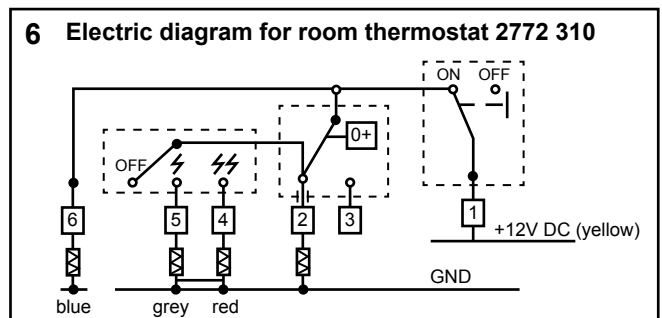 6 Electric diagram for room thermostat 2772 310
ON OFF
0+
OFF
6 5 4 2 3 1
+12V DC (yellow)
GND
blue grey red